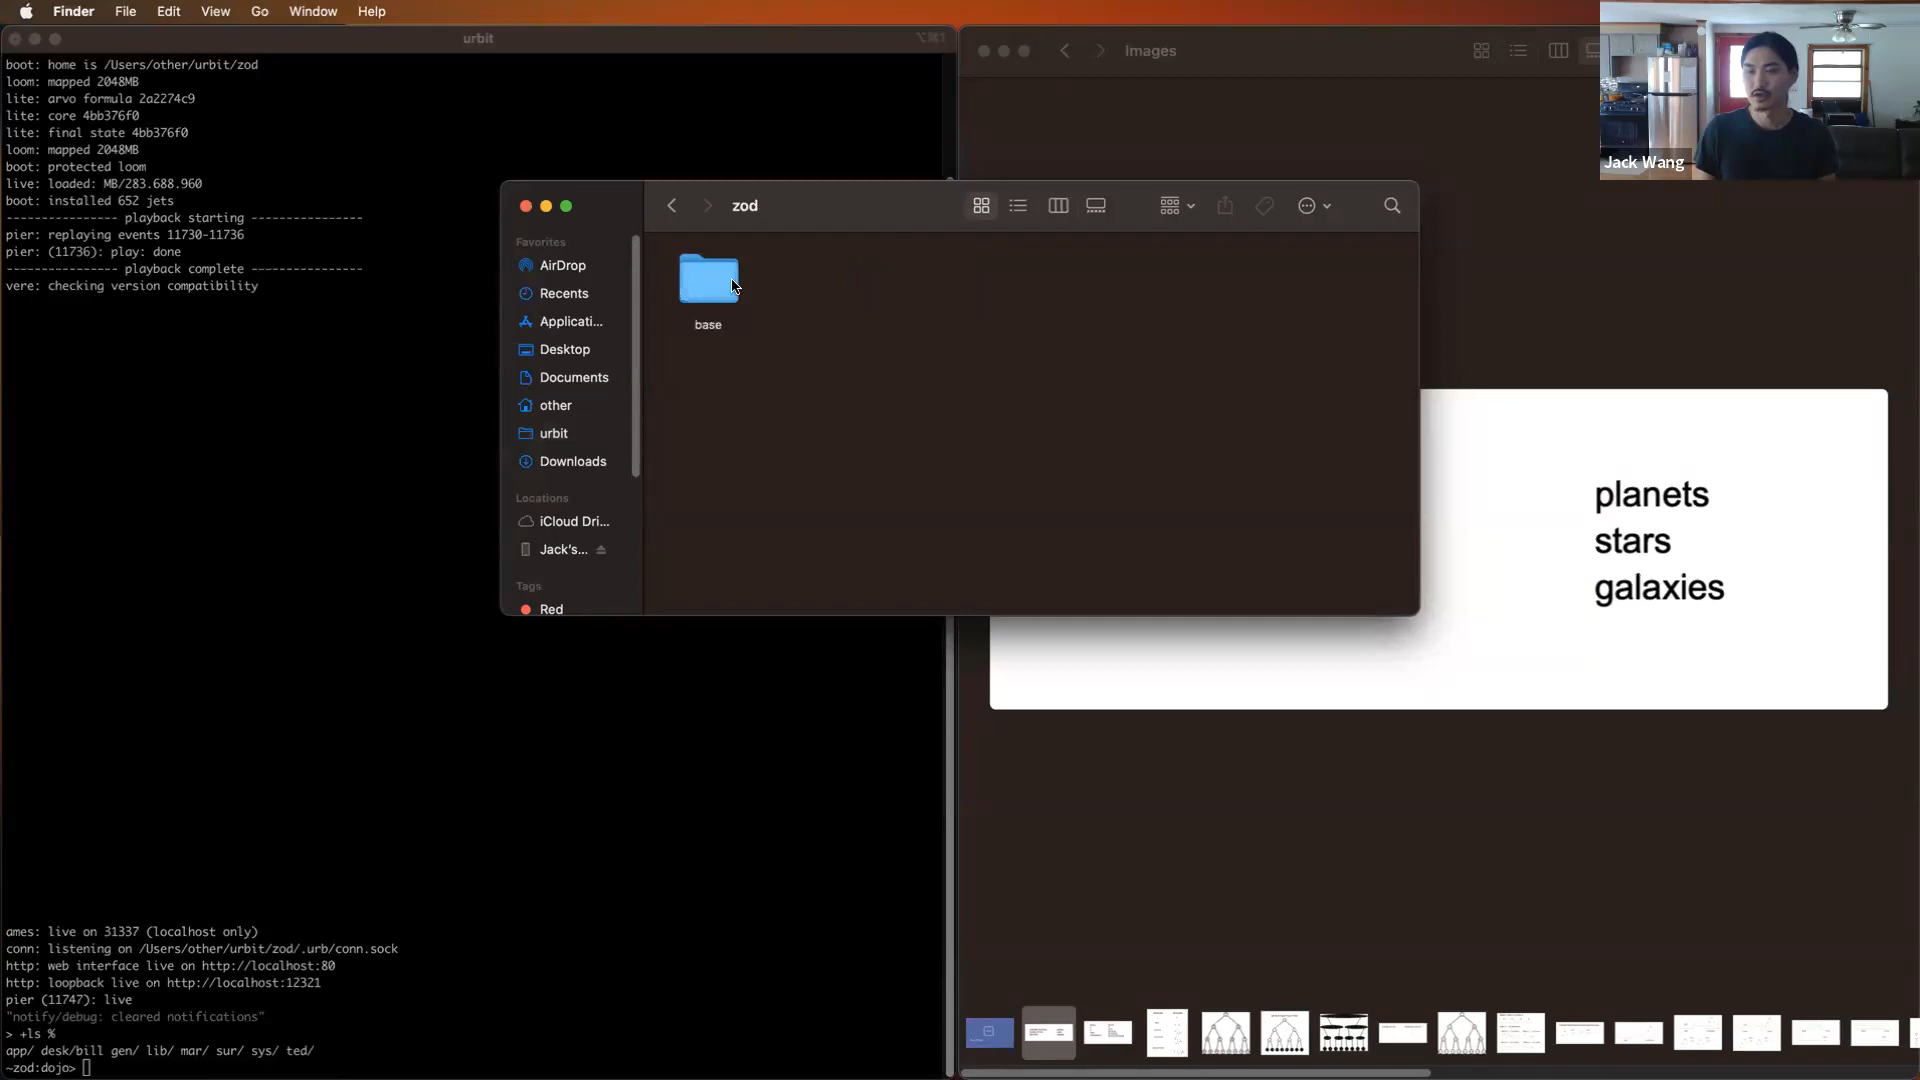 Finder File Edit View Go Window Help
urbit
boot: home is /Users/other/urbit/zod
loom: mapped 2048MB
lite: arvo formula 2a2274c9
lite: core 4bb376f0
lite: final state 4bb376f0
loom: mapped 2048MB
boot: protected loom
live: loaded: MB/283.688.960
boot: installed 652 jets
---------------- playback starting ----------------
pier: replaying events 11730-11736
pier: (11736): play: done
---------------- playback complete ----------------
vere: checking version compatibility
ames: live on 31337 (localhost only)
conn: listening on /Users/other/urbit/zod/.urb/conn.sock
http: web interface live on http://localhost:80
http: loopback live on http://localhost:12321
pier (11747): live
"notify/debug: cleared notifications"
> +ls %
app/ desk/bill gen/ lib/ mar/ sur/ sys/ ted/
~zod:dojo>
zod
Favorites
AirDrop
Recents
Applicati...
Desktop
Documents
other
urbit
Downloads
Locations
iCloud Dri...
Jack's...
Tags
Red
base
Images
planets
stars
galaxies
Jack Wang